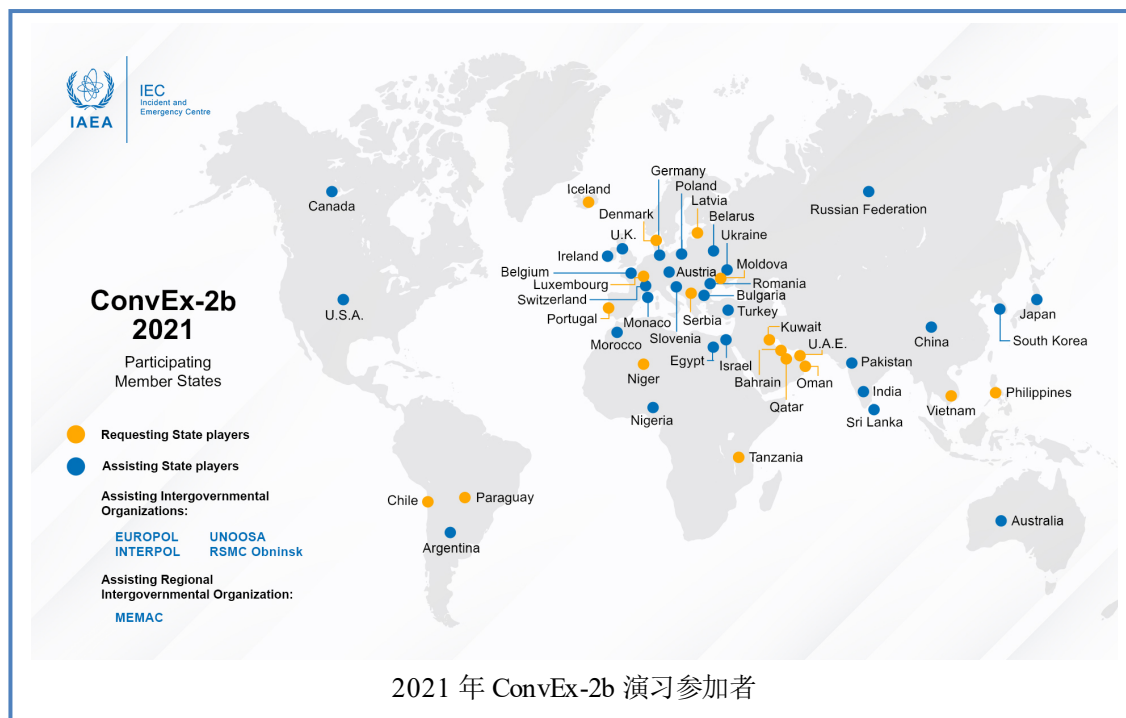 IAEA
IEC
Incident and
Emergency Centre
ConvEx-2b
2021
Participating
Member States
Requesting State players
Assisting State players
Assisting Intergovernmental
Organizations:
EUROPOL UNOOSA
INTERPOL RSMC Obninsk
Assisting Regional
Intergovernmental Organization:
MEMAC
Canada
U.S.A.
Chile
Paraguay
Argentina
Iceland
Germany
Poland
Latvia
Denmark
Belarus
U.K.
Ukraine
Ireland
Moldova
Belgium
Austria
Luxembourg
Romania
Switzerland
Bulgaria
Portugal
Monaco
Serbia
Turkey
Slovenia
Morocco
Egypt
Israel
Kuwait
U.A.E.
Bahrain
Oman
Qatar
Niger
Nigeria
Tanzania
Russian Federation
China
Japan
South Korea
Pakistan
India
Sri Lanka
Vietnam
Philippines
Australia
2021 年 ConvEx-2b 演习参加者